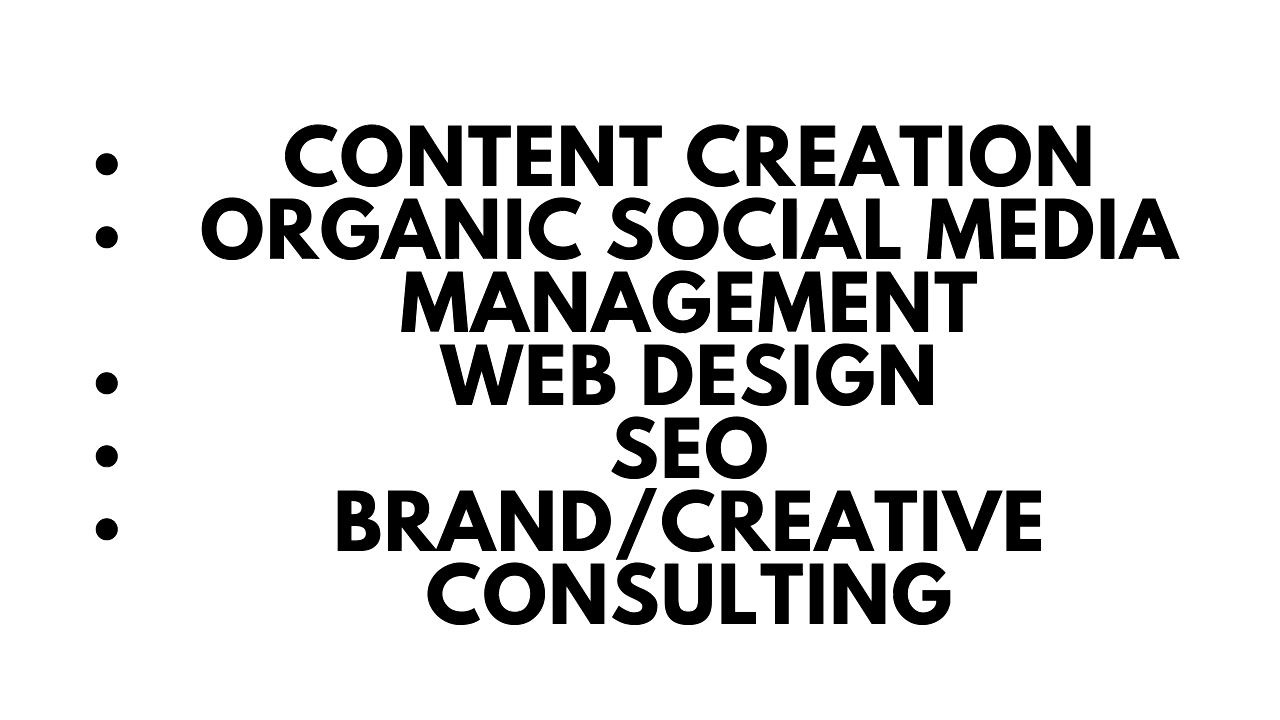 • CONTENT CREATION
• ORGANIC SOCIAL MEDIA
MANAGEMENT
• WEB DESIGN
• SEO
• BRAND/CREATIVE
CONSULTING